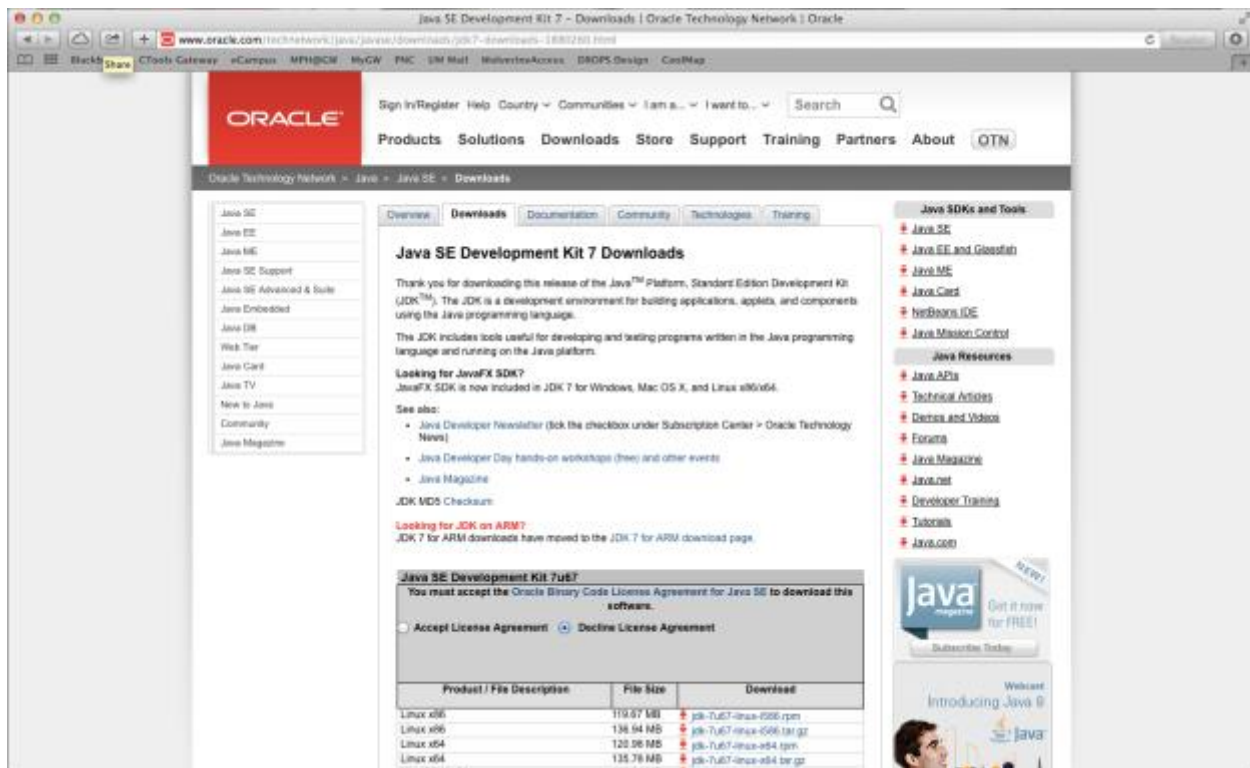 Java SE Development Kit 7 - Downloads | Oracle Technology Network | Oracle
www.oracle.com/technetwork/java/javase/downloads/jdk7-downloads-1880260.html
Share
CTools Gateway eCampus MPH@GW MyGW PNC UM Mail WolverineAccess DROPS Design CoolMap
ORACLE
Sign In/Register Help Country Communities I am a... I want to... Search
Products Solutions Downloads Store Support Training Partners About OTN
Oracle Technology Network > Java > Java SE > Downloads
Java SE
Java EE
Java ME
Java SE Support
Java SE Advanced & Suite
Java Embedded
Java DB
Web Tier
Java Card
Java TV
New to Java
Community
Java Magazine
Overview Downloads Documentation Community Technologies Training
Java SE Development Kit 7 Downloads
Thank you for downloading this release of the Java™ Platform, Standard Edition Development Kit
(JDK™). The JDK is a development environment for building applications, applets, and components
using the Java programming language.
The JDK includes tools useful for developing and testing programs written in the Java programming
language and running on the Java platform.
Looking for JavaFX SDK?
JavaFX SDK is now included in JDK 7 for Windows, Mac OS X, and Linux x86/x64.
See also:
• Java Developer Newsletter (tick the checkbox under Subscription Center > Oracle Technology
News)
• Java Developer Day hands-on workshops (free) and other events
• Java Magazine
JDK MD5 Checksum
Looking for JDK on ARM?
JDK 7 for ARM downloads have moved to the JDK 7 for ARM download page.
Java SE Development Kit 7u67
You must accept the Oracle Binary Code License Agreement for Java SE to download this
software.
Accept License Agreement Decline License Agreement
Product / File Description File Size Download
Linux x86 119.67 MB jdk-7u67-linux-i586.rpm
Linux x86 136.94 MB jdk-7u67-linux-i586.tar.gz
Linux x64 120.98 MB jdk-7u67-linux-x64.rpm
Linux x64 135.78 MB jdk-7u67-linux-x64.tar.gz
Java SDKs and Tools
Java SE
Java EE and Glassfish
Java ME
Java Card
NetBeans IDE
Java Mission Control
Java Resources
Java APIs
Technical Articles
Demos and Videos
Forums
Java Magazine
Java.net
Developer Training
Tutorials
Java.com
NEW!
Java
magazine
Get it now
for FREE!
Subscribe Today
Webcast
Introducing Java 8
Java